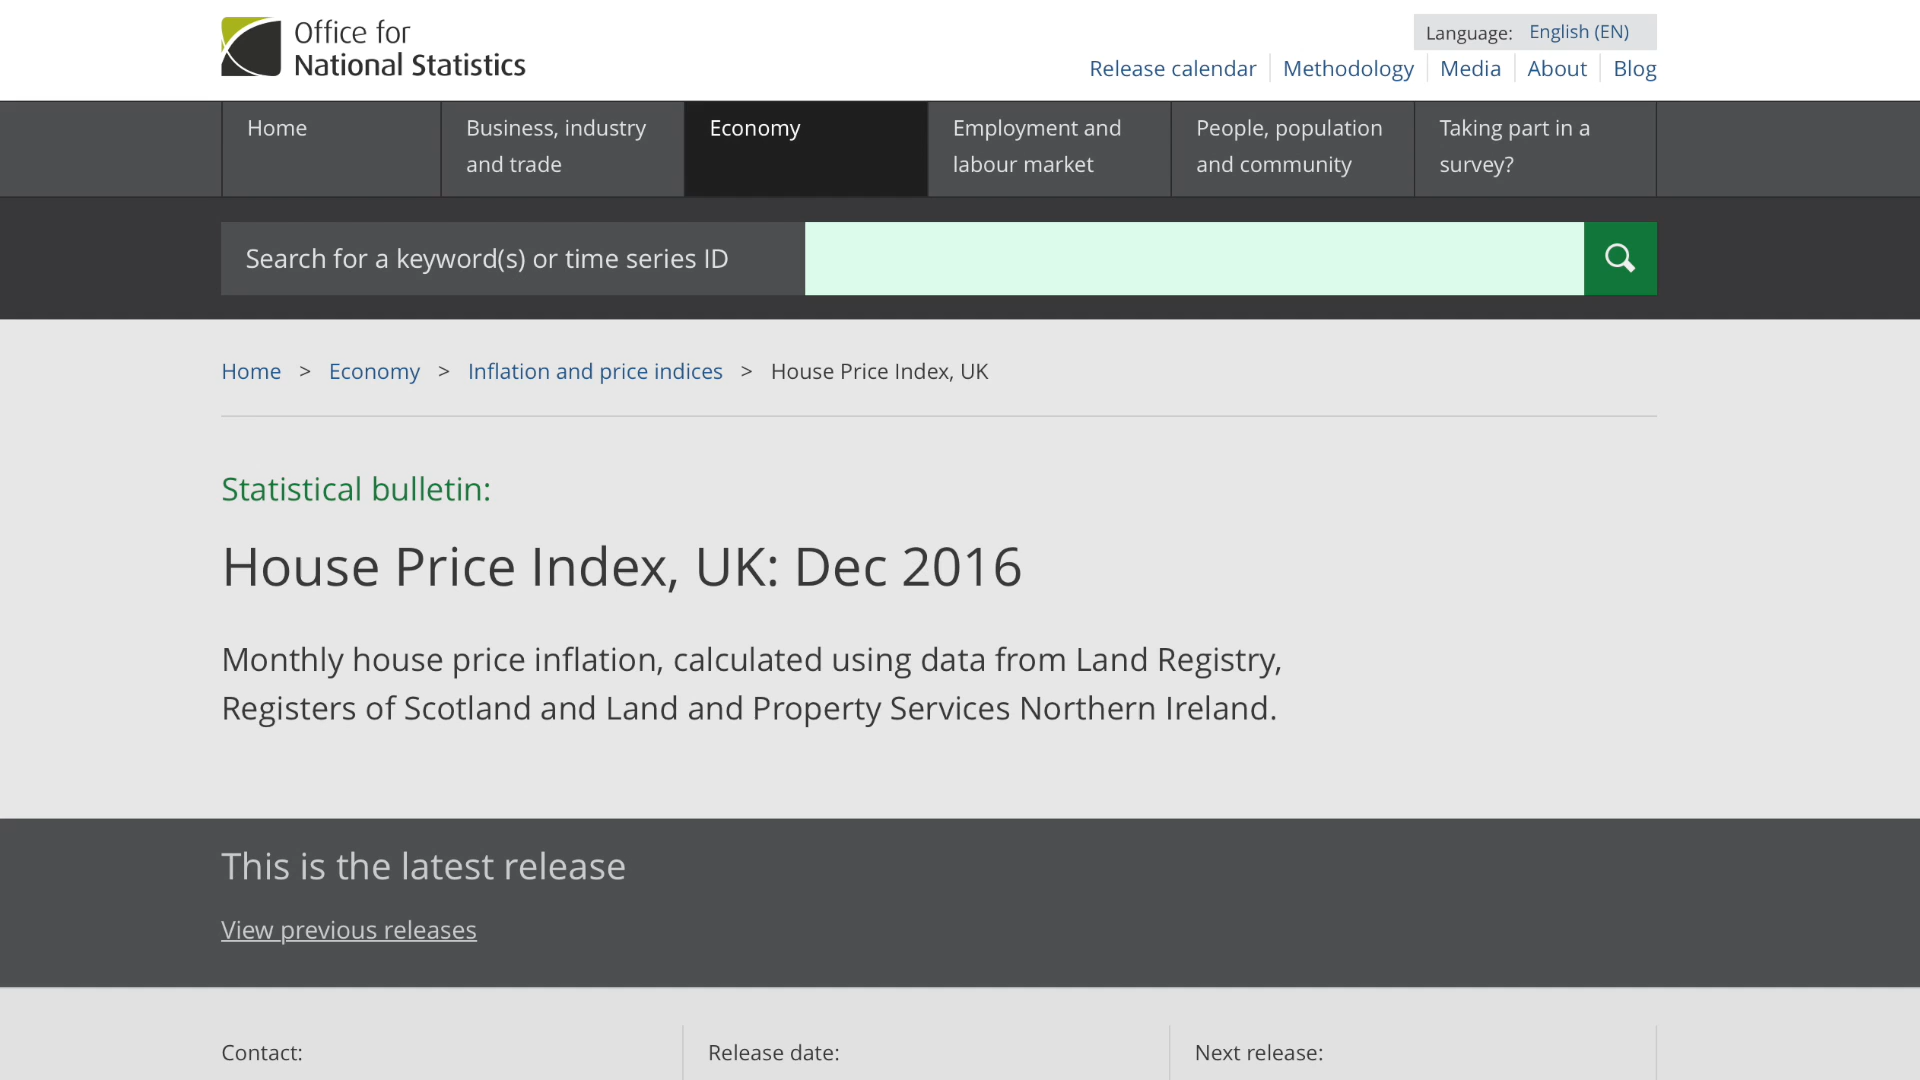 Office for
National Statistics
Language: English (EN)
Release calendar
Methodology
Media
About
Blog
Home
Business, industry
and trade
Economy
Employment and
labour market
People, population
and community
Taking part in a
survey?
Search for a keyword(s) or time series ID
Home > Economy > Inflation and price indices > House Price Index, UK
Statistical bulletin:
House Price Index, UK: Dec 2016
Monthly house price inflation, calculated using data from Land Registry,
Registers of Scotland and Land and Property Services Northern Ireland.
This is the latest release
View previous releases
Contact:
Release date:
Next release: